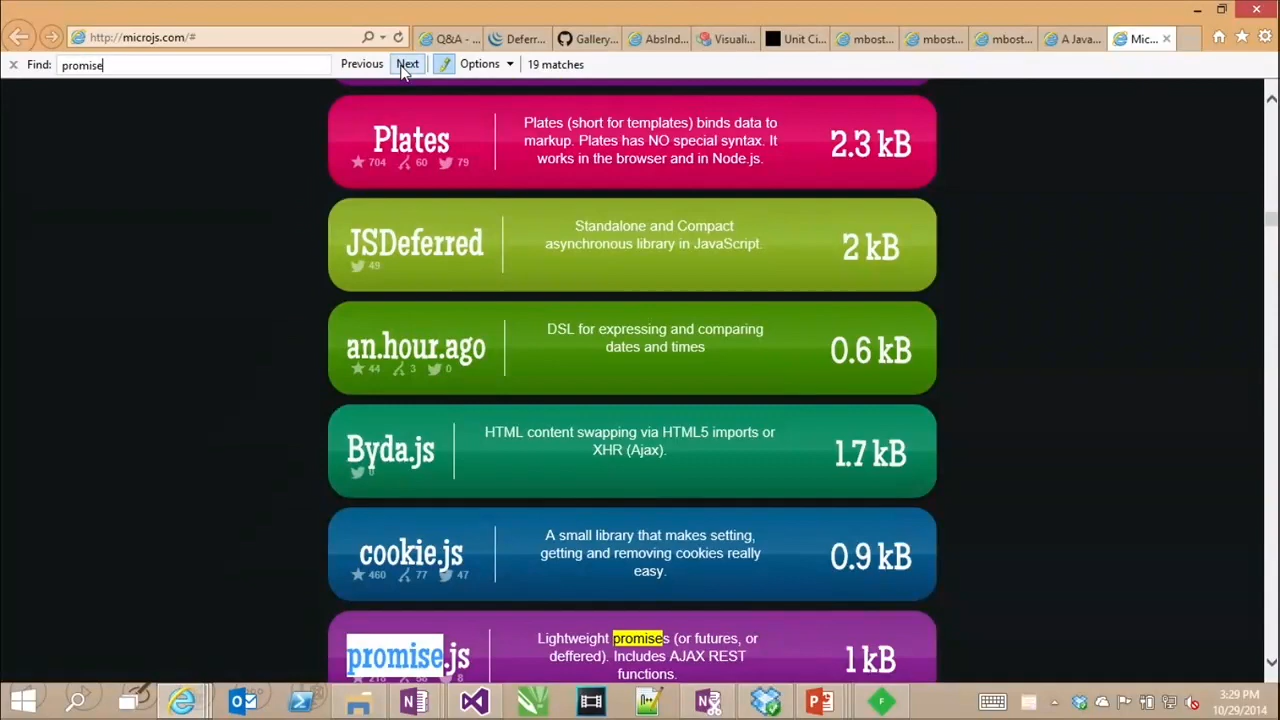 http://microjs.com/#
Q&A - ...
Deferr...
Gallery...
AbsInd...
Visuali...
Unit Ci...
mbost...
mbost...
mbost...
A Java...
Mic...
Find: promise
Previous
Next
Options
19 matches
Plates
704 60 79
Plates (short for templates) binds data to
markup. Plates has NO special syntax. It
works in the browser and in Node.js.
2.3 kB
JSDeferred
49
Standalone and Compact
asynchronous library in JavaScript.
2 kB
an.hour.ago
44 3 0
DSL for expressing and comparing
dates and times
0.6 kB
Byda.js
HTML content swapping via HTML5 imports or
XHR (Ajax).
1.7 kB
cookie.js
460 77 47
A small library that makes setting,
getting and removing cookies really
easy.
0.9 kB
promise.js
Lightweight promises (or futures, or
deffered). Includes AJAX REST
functions.
1 kB
3:29 PM
10/29/2014